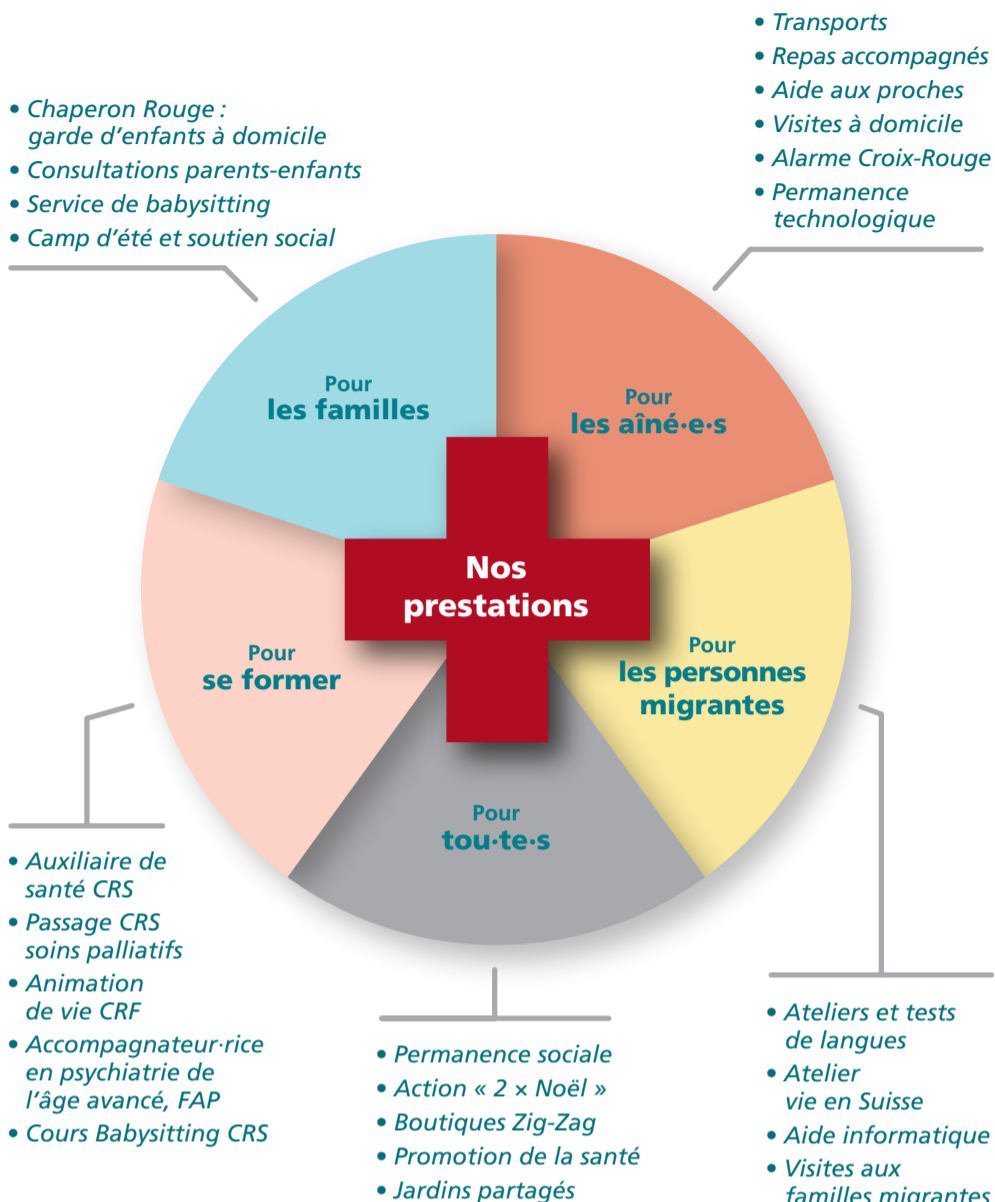 • Chaperon Rouge :
garde d'enfants à domicile
• Consultations parents-enfants
• Service de babysitting
• Camp d'été et soutien social
• Transports
• Repas accompagnés
• Aide aux proches
• Visites à domicile
• Alarme Croix-Rouge
• Permanence
technologique
Pour
les familles
Pour
les aîné·e·s
Nos
prestations
Pour
se former
Pour
les personnes
migrantes
Pour
tou·te·s
• Auxiliaire de
santé CRS
• Passage CRS
soins palliatifs
• Animation
de vie CRF
• Accompagnateur·rice
en psychiatrie de
l'âge avancé, FAP
• Cours Babysitting CRS
• Permanence sociale
• Action « 2 × Noël »
• Boutiques Zig-Zag
• Promotion de la santé
• Jardins partagés
• Ateliers et tests
de langues
• Atelier
vie en Suisse
• Aide informatique
• Visites aux
familles migrantes